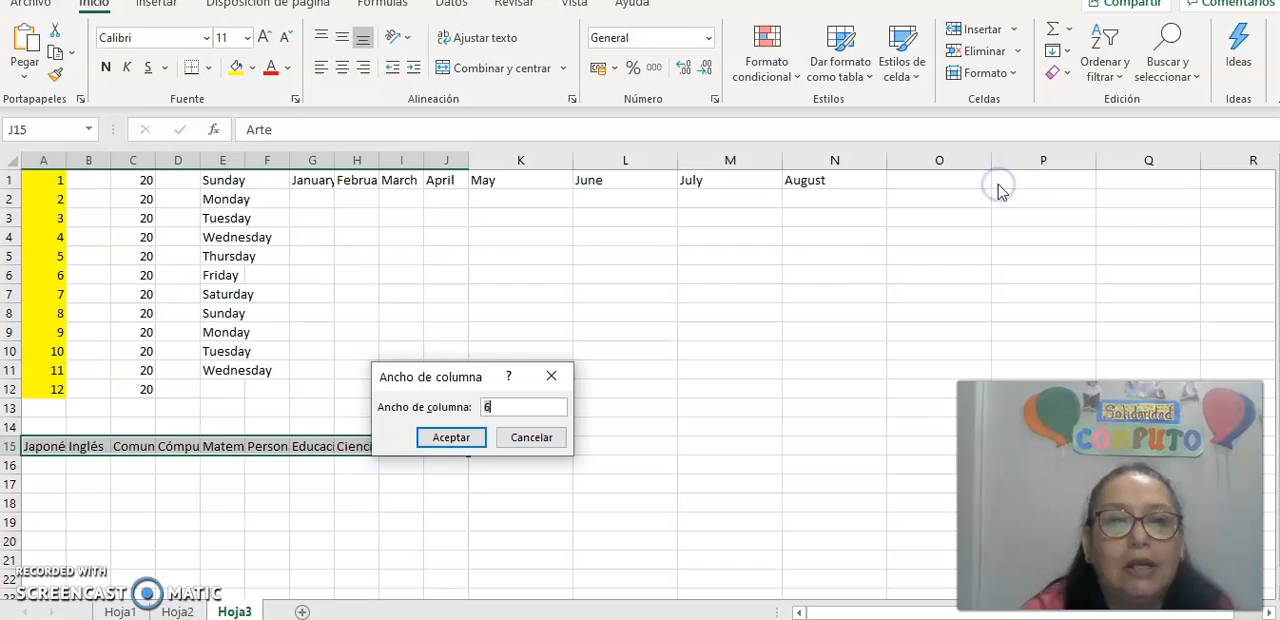 Archivo Inicio Insertar Disposición de página Fórmulas Datos Revisar Vista Ayuda Compartir Comentarios
Pegar
Portapapeles
Calibri 11
N K S A
Fuente
Ajustar texto
Combinar y centrar
Alineación
General
% 000
Número
Formato condicional
Dar formato como tabla
Estilos de celda
Estilos
Insertar
Eliminar
Formato
Celdas
Ordenar y filtrar
Buscar y seleccionar
Edición
Ideas
Ideas
J15 fx Arte
A B C D E F G H I J K L M N O P Q R
1 1 20 Sunday January Februa March April May June July August
2 2 20 Monday
3 3 20 Tuesday
4 4 20 Wednesday
5 5 20 Thursday
6 6 20 Friday
7 7 20 Saturday
8 8 20 Sunday
9 9 20 Monday
10 10 20 Tuesday
11 11 20 Wednesday
12 12 20
13
14
15 Japoné Inglés Comun Cómpu Matem Person Educaci Cienci
16
17
18
19
20
21
22
Ancho de columna ?
Ancho de columna: 6
Aceptar Cancelar
Solidaridad
CÓMPUTO
RECORDED WITH
SCREENCAST MATIC
Hoja1 Hoja2 Hoja3